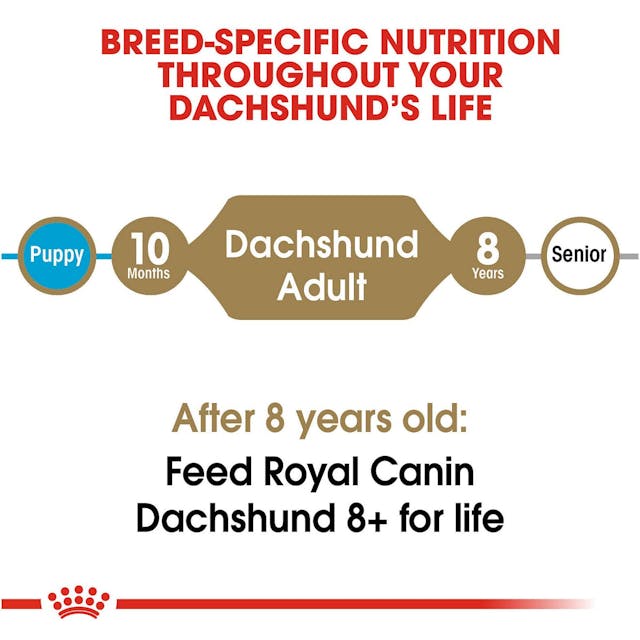 BREED-SPECIFIC NUTRITION
THROUGHOUT YOUR
DACHSHUND'S LIFE
Puppy
10
Months
Dachshund
Adult
8
Years
Senior
After 8 years old:
Feed Royal Canin
Dachshund 8+ for life